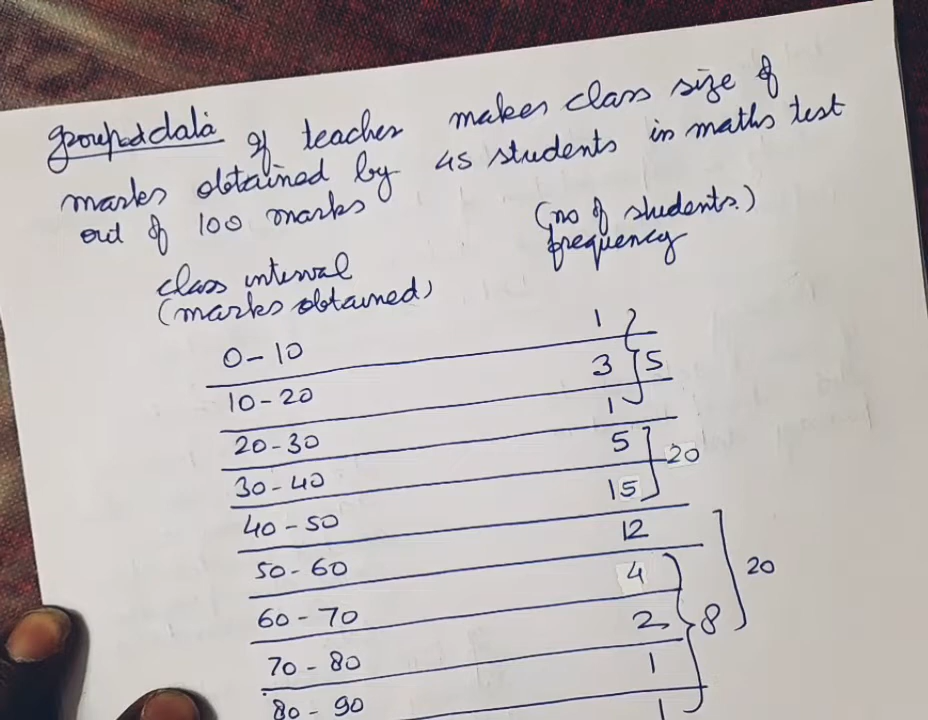 grouped data of teacher makes class size of
marks obtained by 45 students in maths test
out of 100 marks
(no of students.)
class interval frequency
(marks obtained)
0-10 1
10-20 3 5
20-30 1
30-40 5 20
40-50 15
50-60 12
60-70 4 20
70-80 2 8
80-90 1
1